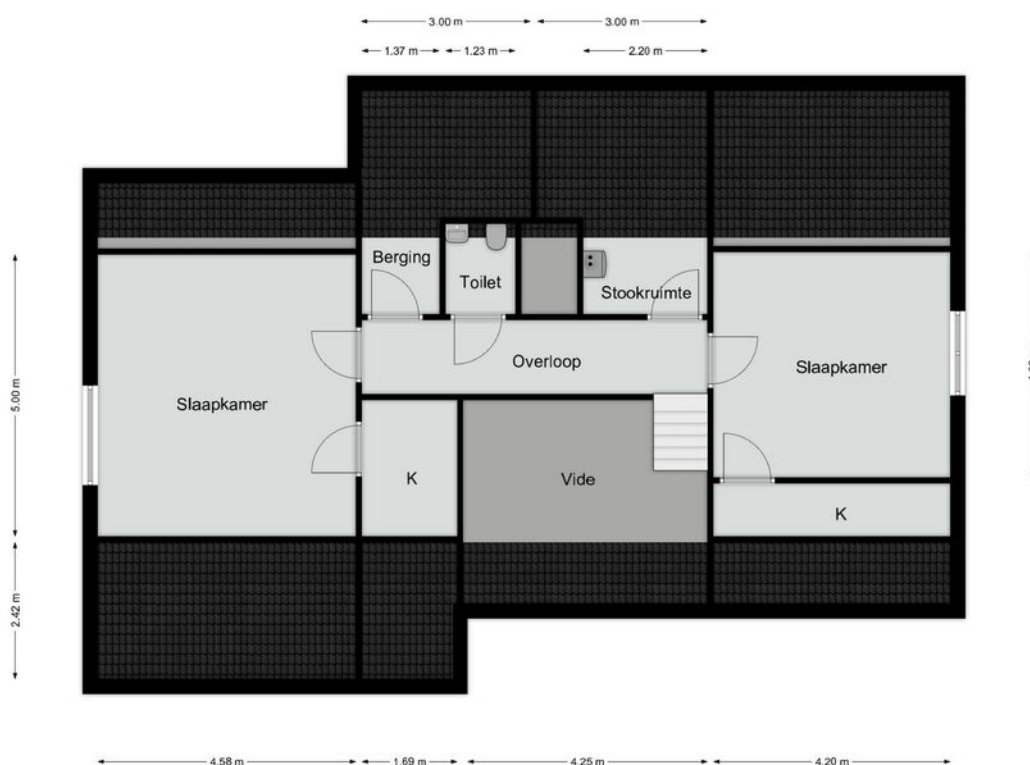 3.00 m 3.00 m
1.37 m 1.23 m 2.20 m
Berging
Toilet
Stookruimte
Overloop
Slaapkamer
Slaapkamer
5.00 m
K
Vide
K
2.42 m
4.58 m 1.69 m 4.25 m 4.20 m